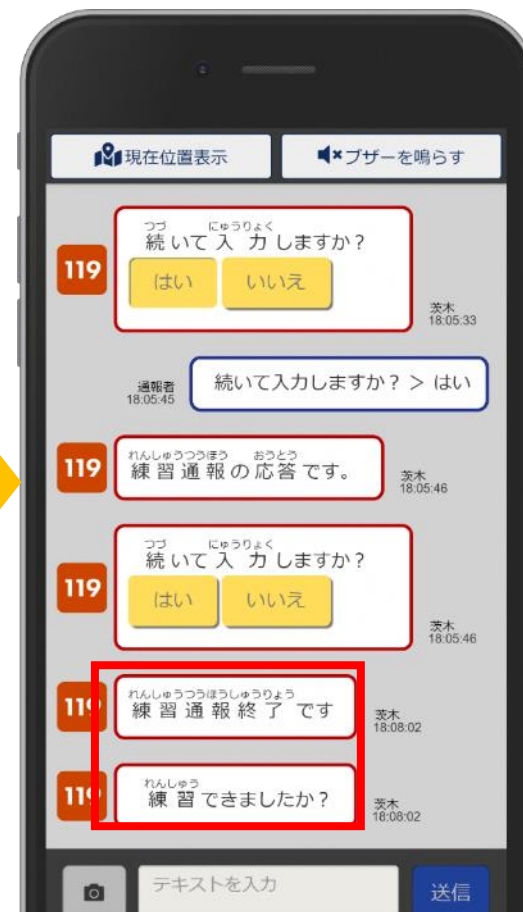 現在位置表示 ブザーを鳴らす
つづ にゅうりょく
続いて入力しますか?
119
はい いいえ
茨木
18:05:33
通報者
18:05:45
続いて入力しますか? > はい
れんしゅうつうほう おうとう
119 練習通報の応答です。
茨木
18:05:46
つづ にゅうりょく
続いて入力しますか?
119
はい いいえ
茨木
18:05:46
れんしゅうつうほうしゅうりょう
119 練習通報終了です
茨木
18:08:02
れんしゅう
119 練習できましたか?
茨木
18:08:02
テキストを入力 送信